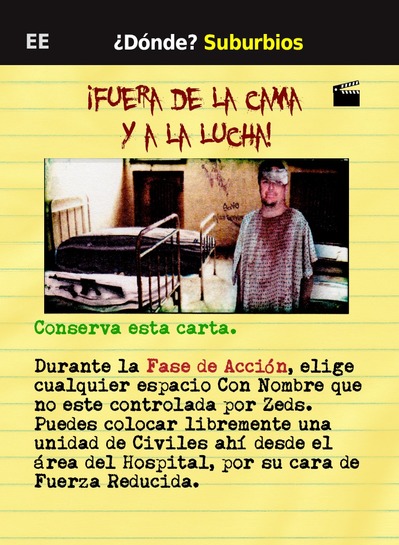 EE ¿Dónde? Suburbios
¡FUERA DE LA CAMA
Y A LA LUCHA!
Conserva esta carta.
Durante la Fase de Acción, elige
cualquier espacio Con Nombre que
no este controlada por Zeds.
Puedes colocar libremente una
unidad de Civiles ahí desde el
área del Hospital, por su cara de
Fuerza Reducida.